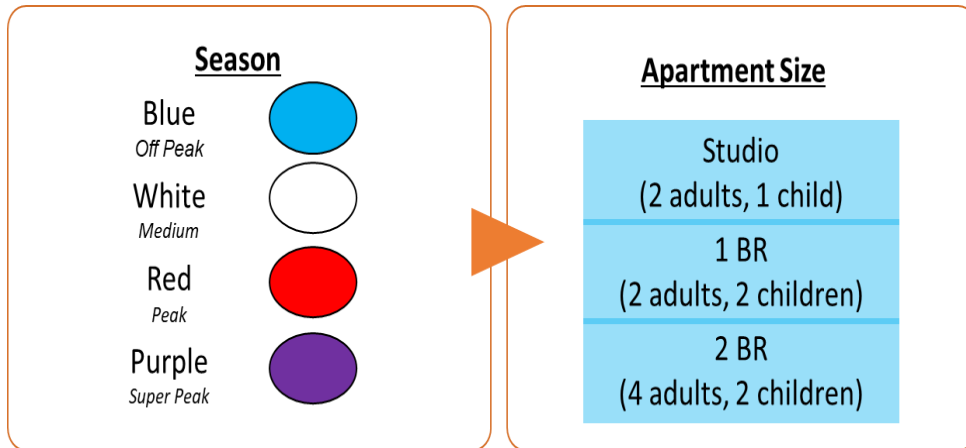 Season
Blue
Off Peak
White
Medium
Red
Peak
Purple
Super Peak
Apartment Size
Studio
(2 adults, 1 child)
1 BR
(2 adults, 2 children)
2 BR
(4 adults, 2 children)